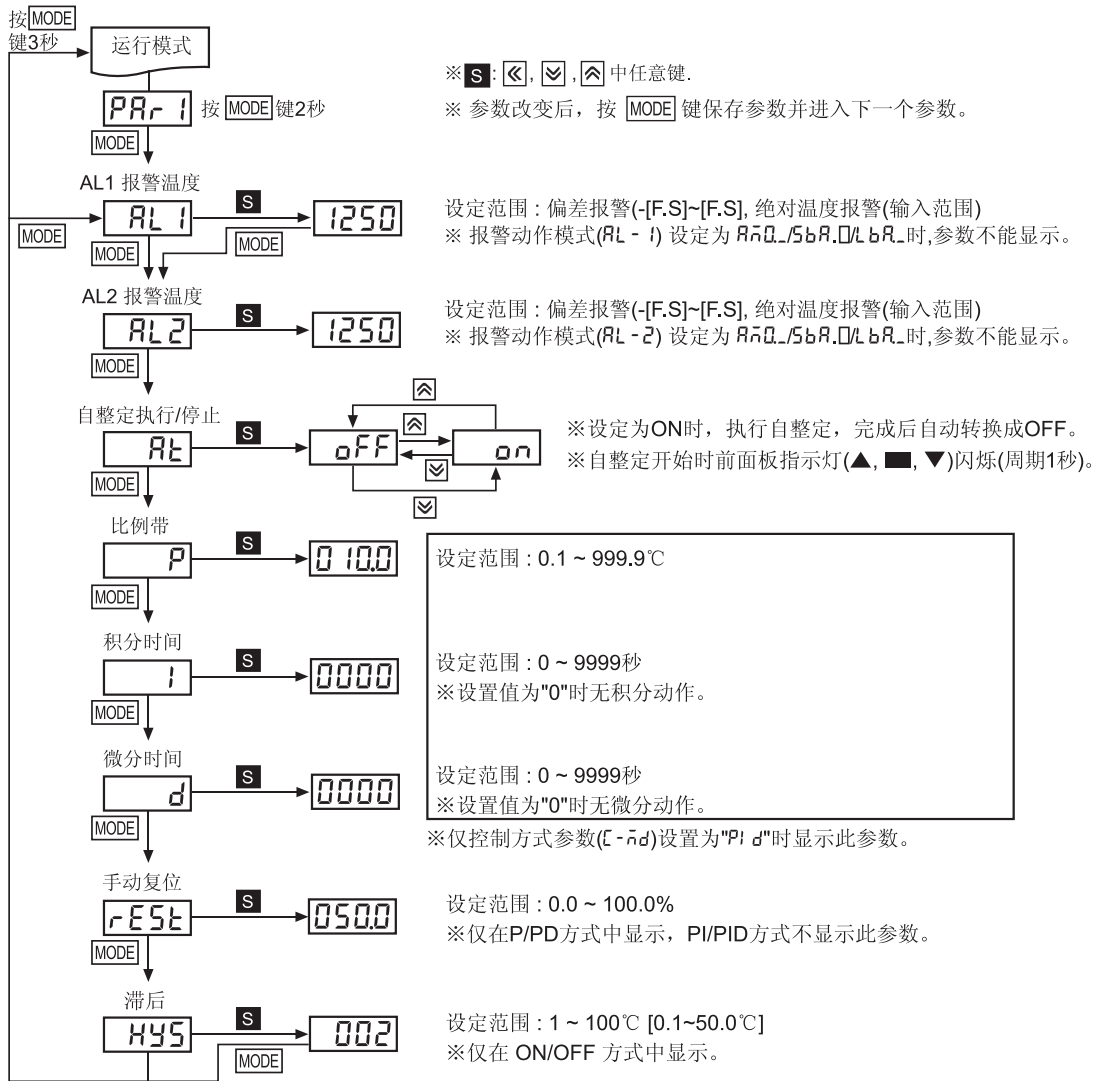 按 MODE
键3秒
运行模式
※ S : 中任意键.
PAr 1 按 MODE 键2秒
※ 参数改变后，按 MODE 键保存参数并进入下一个参数。
MODE
AL1 报警温度
AL 1 S 1250
MODE
MODE
MODE
设定范围 : 偏差报警(-[F.S]~[F.S], 绝对温度报警(输入范围)
※ 报警动作模式(AL - 1) 设定为 Añ0._/SbA.□/LbA._时,参数不能显示。
AL2 报警温度
AL2 S 1250
MODE
设定范围 : 偏差报警(-[F.S]~[F.S], 绝对温度报警(输入范围)
※ 报警动作模式(AL - 2) 设定为 Añ0._/SbA.□/LbA._时,参数不能显示。
自整定执行/停止
At S oFF on
MODE
※设定为ON时，执行自整定，完成后自动转换成OFF。
※自整定开始时前面板指示灯(▲, ■, ▼)闪烁(周期1秒)。
比例带
P S 010.0
MODE
设定范围 : 0.1 ~ 999.9℃
积分时间
I S 0000
MODE
设定范围 : 0 ~ 9999秒
※设置值为"0"时无积分动作。
微分时间
d S 0000
MODE
设定范围 : 0 ~ 9999秒
※设置值为"0"时无微分动作。
※仅控制方式参数(C-ñd)设置为"PI d"时显示此参数。
手动复位
rESt S 050.0
MODE
设定范围 : 0.0 ~ 100.0%
※仅在P/PD方式中显示，PI/PID方式不显示此参数。
滞后
HYS S 002
MODE
设定范围 : 1 ~ 100℃ [0.1~50.0℃]
※仅在 ON/OFF 方式中显示。